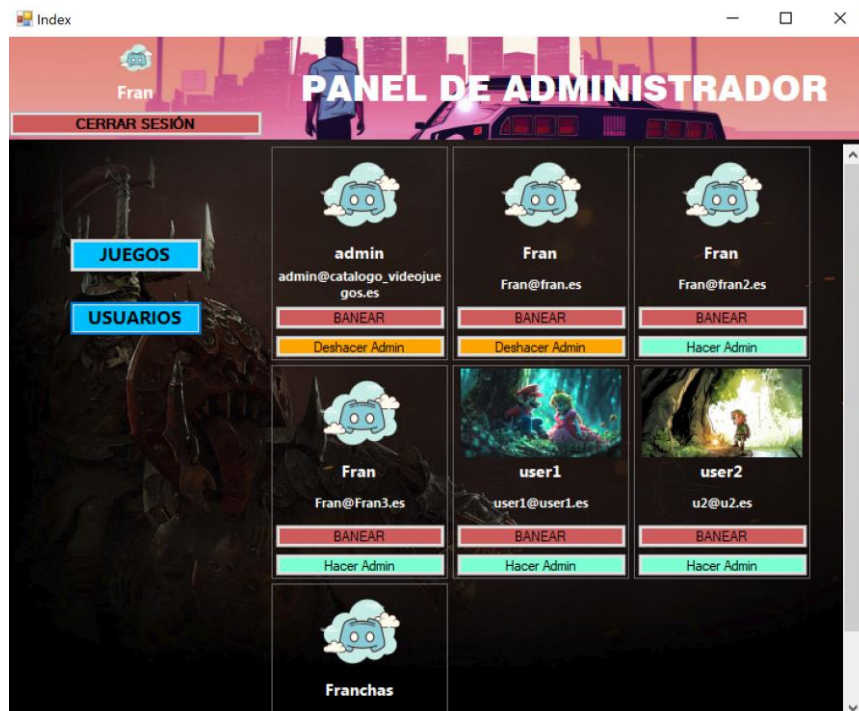 Index
Fran
PANEL DE ADMINISTRADOR
CERRAR SESIÓN
JUEGOS
USUARIOS
admin
admin@catalogo_videojue
gos.es
BANEAR
Deshacer Admin
Fran
Fran@fran.es
BANEAR
Deshacer Admin
Fran
Fran@fran2.es
BANEAR
Hacer Admin
Fran
Fran@Fran3.es
BANEAR
Hacer Admin
user1
user1@user1.es
BANEAR
Hacer Admin
user2
u2@u2.es
BANEAR
Hacer Admin
Franchas